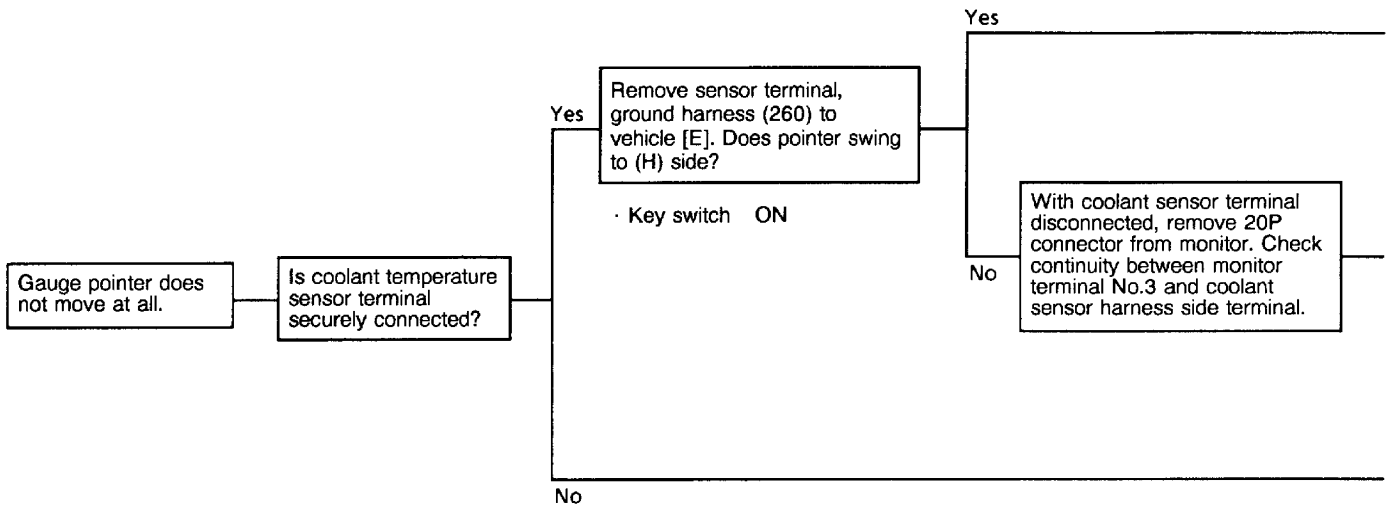 Gauge pointer does
not move at all.
Is coolant temperature
sensor terminal
securely connected?
Yes
Remove sensor terminal,
ground harness (260) to
vehicle [E]. Does pointer swing
to (H) side?
· Key switch ON
Yes
No
With coolant sensor terminal
disconnected, remove 20P
connector from monitor. Check
continuity between monitor
terminal No.3 and coolant
sensor harness side terminal.
No